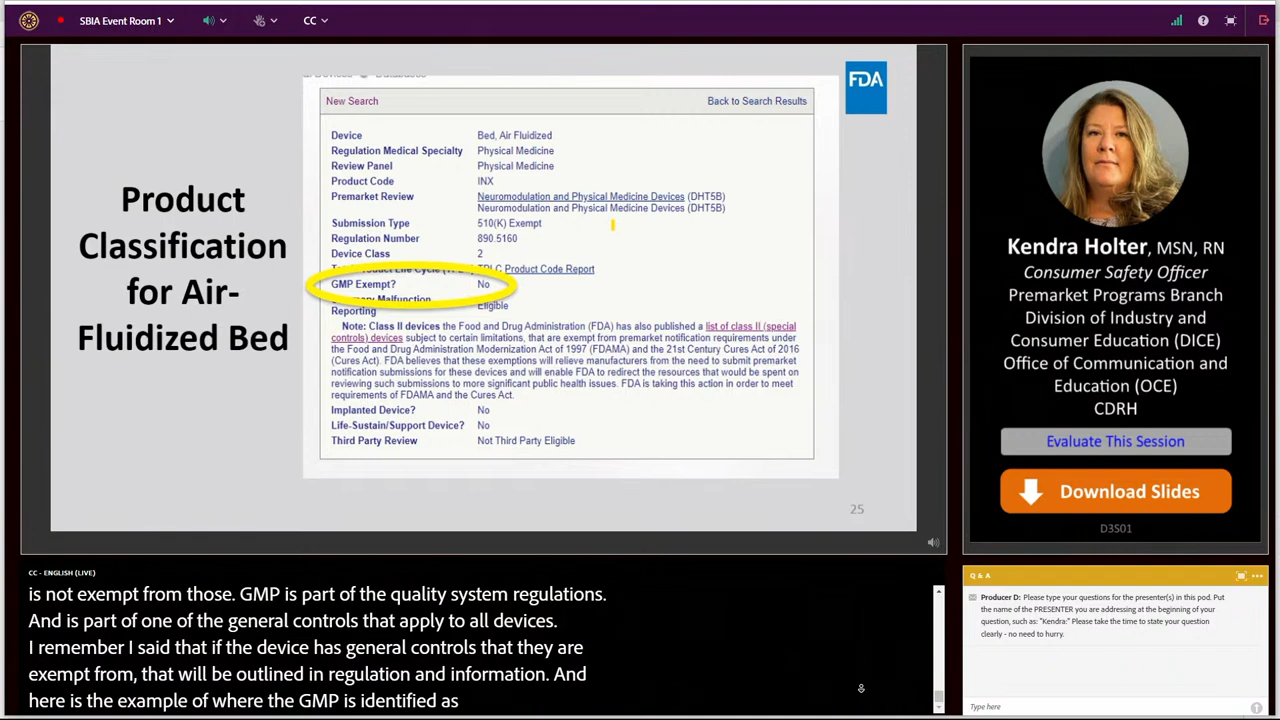 SBIA Event Room 1
CC
Product
Classification
for Air-
Fluidized Bed
FDA
New Search
Back to Search Results
Device Bed, Air Fluidized
Regulation Medical Specialty Physical Medicine
Review Panel Physical Medicine
Product Code INX
Premarket Review Neuromodulation and Physical Medicine Devices (DHT5B)
Neuromodulation and Physical Medicine Devices (DHT5B)
Submission Type 510(K) Exempt
Regulation Number 890.5160
Device Class 2
TPLC Product Code Report
GMP Exempt? No
Malfunction
Reporting Eligible
Note: Class II devices the Food and Drug Administration (FDA) has also published a list of class II (special
controls) devices subject to certain limitations, that are exempt from premarket notification requirements under
the Food and Drug Administration Modernization Act of 1997 (FDAMA) and the 21st Century Cures Act of 2016
(Cures Act). FDA believes that these exemptions will relieve manufacturers from the need to submit premarket
notification submissions for these devices and will enable FDA to redirect the resources that would be spent on
reviewing such submissions to more significant public health issues. FDA is taking this action in order to meet
requirements of FDAMA and the Cures Act.
Implanted Device? No
Life-Sustain/Support Device? No
Third Party Review Not Third Party Eligible
25
Kendra Holter, MSN, RN
Consumer Safety Officer
Premarket Programs Branch
Division of Industry and
Consumer Education (DICE)
Office of Communication and
Education (OCE)
CDRH
Evaluate This Session
Download Slides
D3S01
CC - ENGLISH (LIVE)
is not exempt from those. GMP is part of the quality system regulations.
And is part of one of the general controls that apply to all devices.
I remember I said that if the device has general controls that they are
exempt from, that will be outlined in regulation and information. And
here is the example of where the GMP is identified as
Q & A
Producer D: Please type your questions for the presenter(s) in this pod. Put
the name of the PRESENTER you are addressing at the beginning of your
question, such as: "Kendra:" Please take the time to state your question
clearly - no need to hurry.
Type here